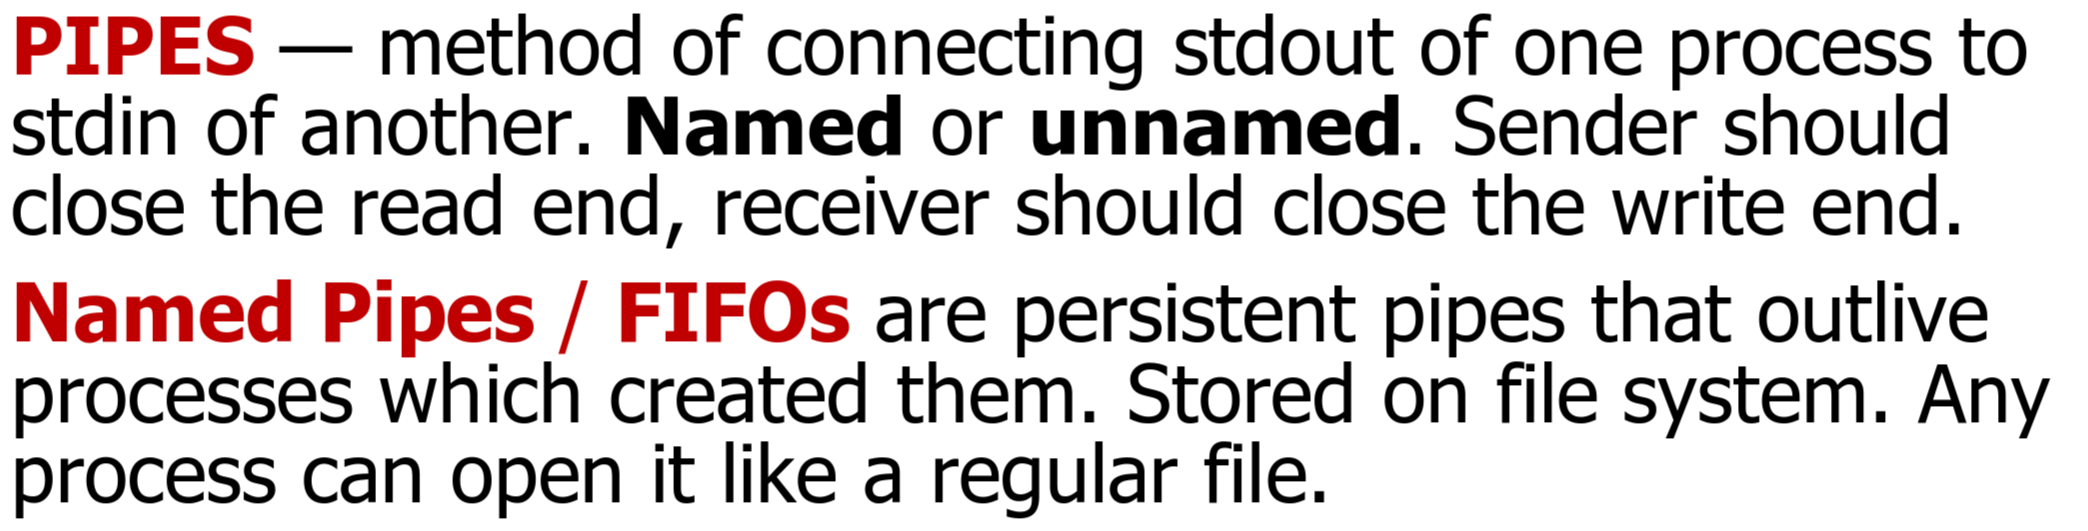 PIPES — method of connecting stdout of one process to
stdin of another. Named or unnamed. Sender should
close the read end, receiver should close the write end.
Named Pipes / FIFOs are persistent pipes that outlive
processes which created them. Stored on file system. Any
process can open it like a regular file.